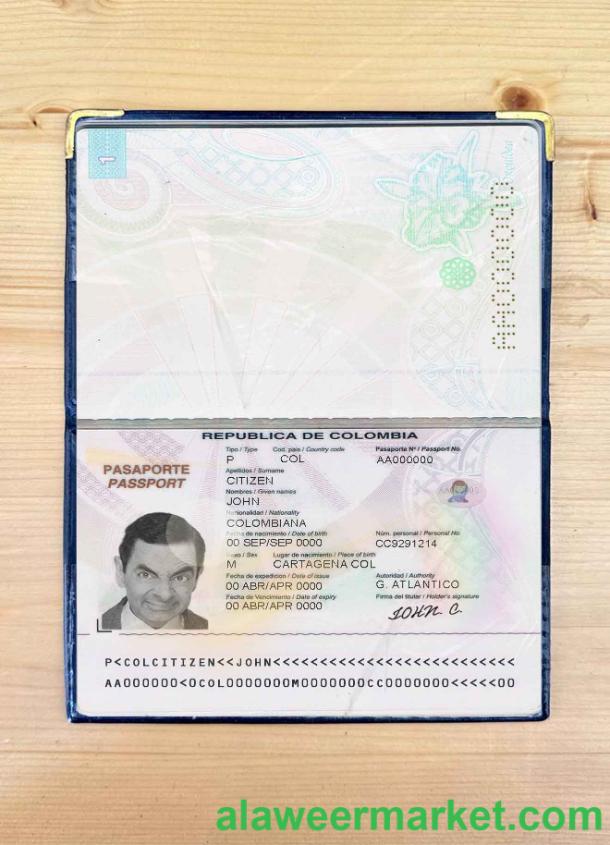 1
AA000000
REPUBLICA DE COLOMBIA
PASAPORTE
PASSPORT
Tipo / Type Cod. pais / Country code Pasaporte Nº / Passport No.
P COL AA000000
Apellidos / Surname
CITIZEN
Nombres / Given names
JOHN
Nacionalidad / Nationality
COLOMBIANA
Fecha de nacimiento / Date of birth Núm. personal / Personal No
00 SEP/SEP 0000 CC9291214
Sexo / Sex Lugar de nacimiento / Place of birth
M CARTAGENA COL
Fecha de expedicion / Date of issue Autoridad / Authority
00 ABR/APR 0000 G. ATLANTICO
Fecha de Vencimiento / Date of expiry Firma del titular / Holder's signature
00 ABR/APR 0000 JOHN C.
P<COLCITIZEN<<JOHN<<<<<<<<<<<<<<<<<<<<<<<<<<<
AA000000<0COL0000000M0000000CC0000000<<<<<00
alaweermarket.com